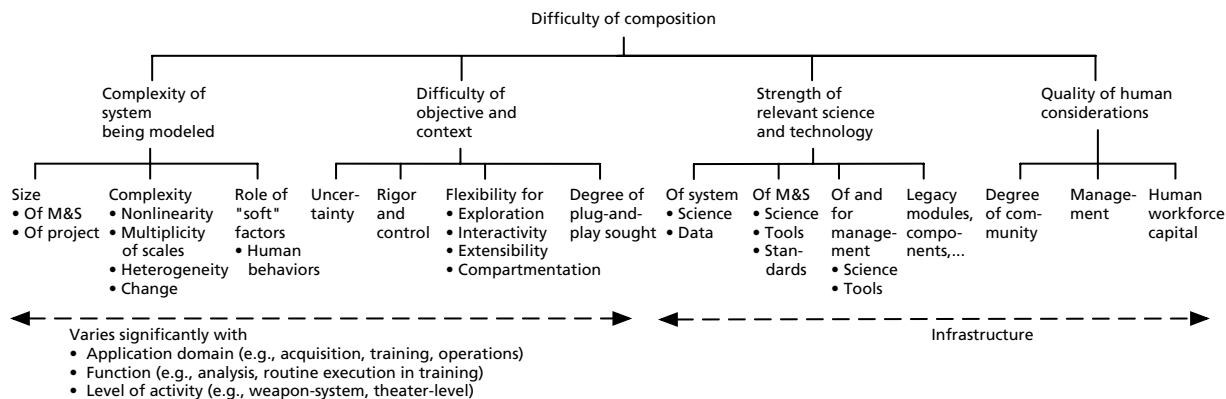 Difficulty of composition
Complexity of
system
being modeled
Difficulty of
objective and
context
Strength of
relevant science
and technology
Quality of human
considerations
Size
• Of M&S
• Of project
Complexity
• Nonlinearity
• Multiplicity
of scales
• Heterogeneity
• Change
Role of
"soft"
factors
• Human
behaviors
Uncer-
tainty
Rigor
and
control
Flexibility for
• Exploration
• Interactivity
• Extensibility
• Compartmentation
Degree of
plug-and-
play sought
Of system
• Science
• Data
Of M&S
• Science
• Tools
• Stan-
dards
Of and
for
management
• Science
• Tools
Legacy
modules,
compo-
nents,...
Degree
of com-
munity
Manage-
ment
Human
workforce
capital
Varies significantly with
• Application domain (e.g., acquisition, training, operations)
• Function (e.g., analysis, routine execution in training)
• Level of activity (e.g., weapon-system, theater-level)
Infrastructure